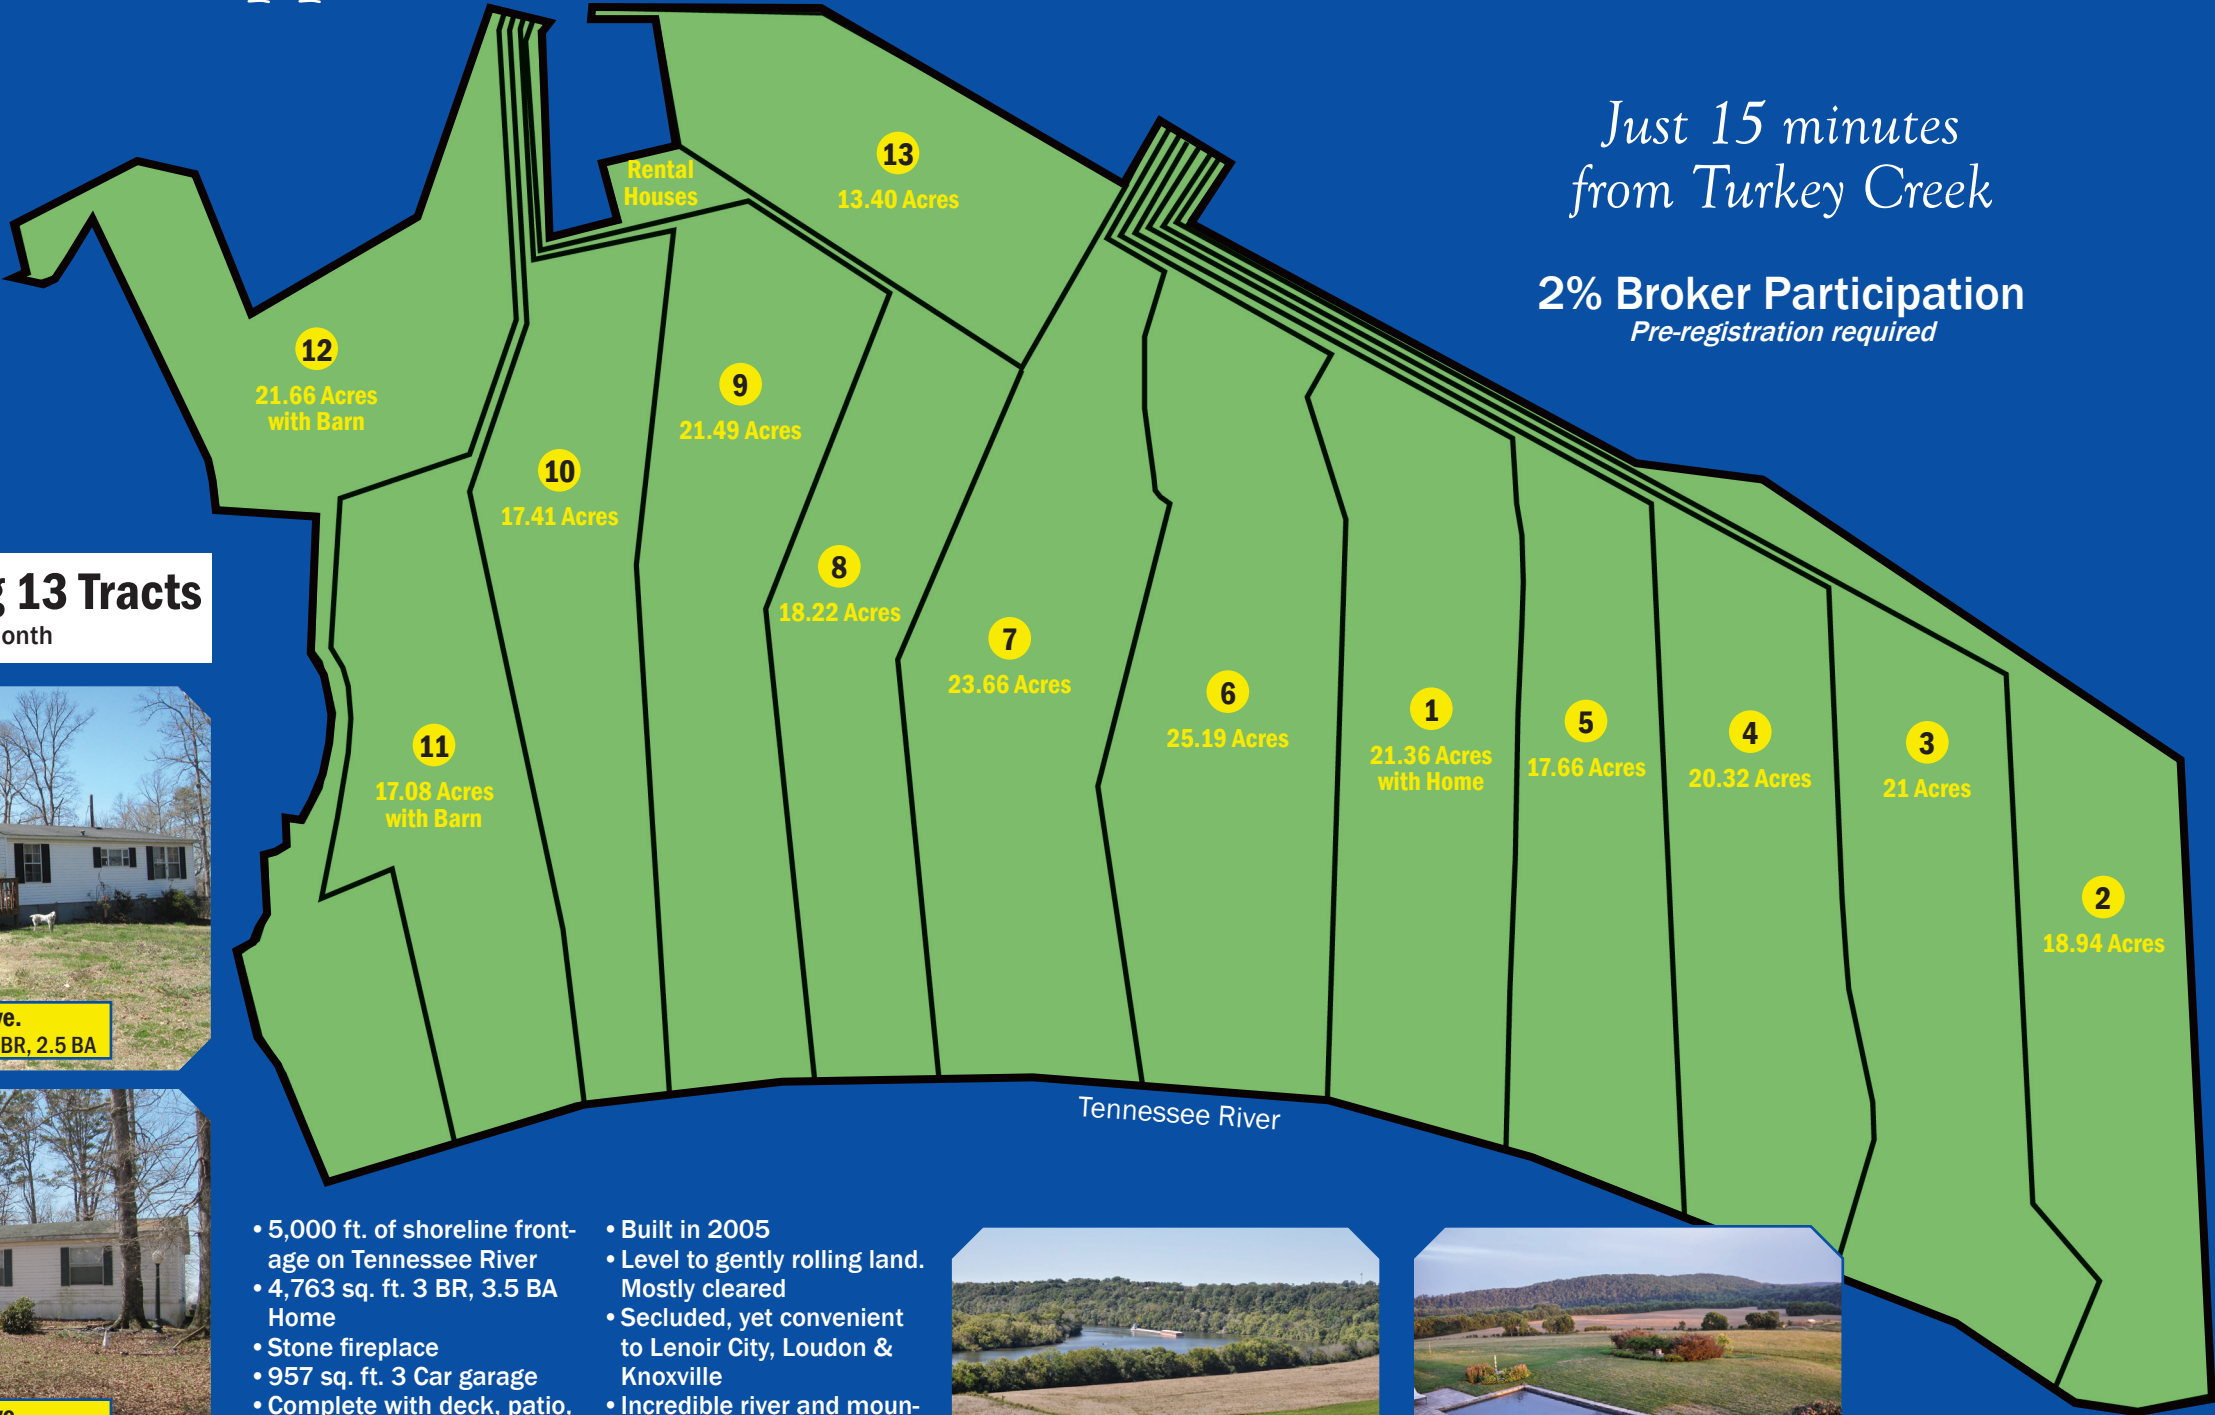 Just 15 minutes
from Turkey Creek
2% Broker Participation
Pre-registration required
13
13.40 Acres
Rental
Houses
12
21.66 Acres
with Barn
9
21.49 Acres
10
17.41 Acres
8
18.22 Acres
7
23.66 Acres
6
25.19 Acres
1
21.36 Acres
with Home
5
17.66 Acres
4
20.32 Acres
3
21 Acres
11
17.08 Acres
with Barn
2
18.94 Acres
13 Tracts
onth
ve.
BR, 2.5 BA
Tennessee River
• 5,000 ft. of shoreline front-
age on Tennessee River
• 4,763 sq. ft. 3 BR, 3.5 BA
Home
• Stone fireplace
• 957 sq. ft. 3 Car garage
• Complete with deck, patio,
• Built in 2005
• Level to gently rolling land.
Mostly cleared
• Secluded, yet convenient
to Lenoir City, Loudon &
Knoxville
• Incredible river and moun-